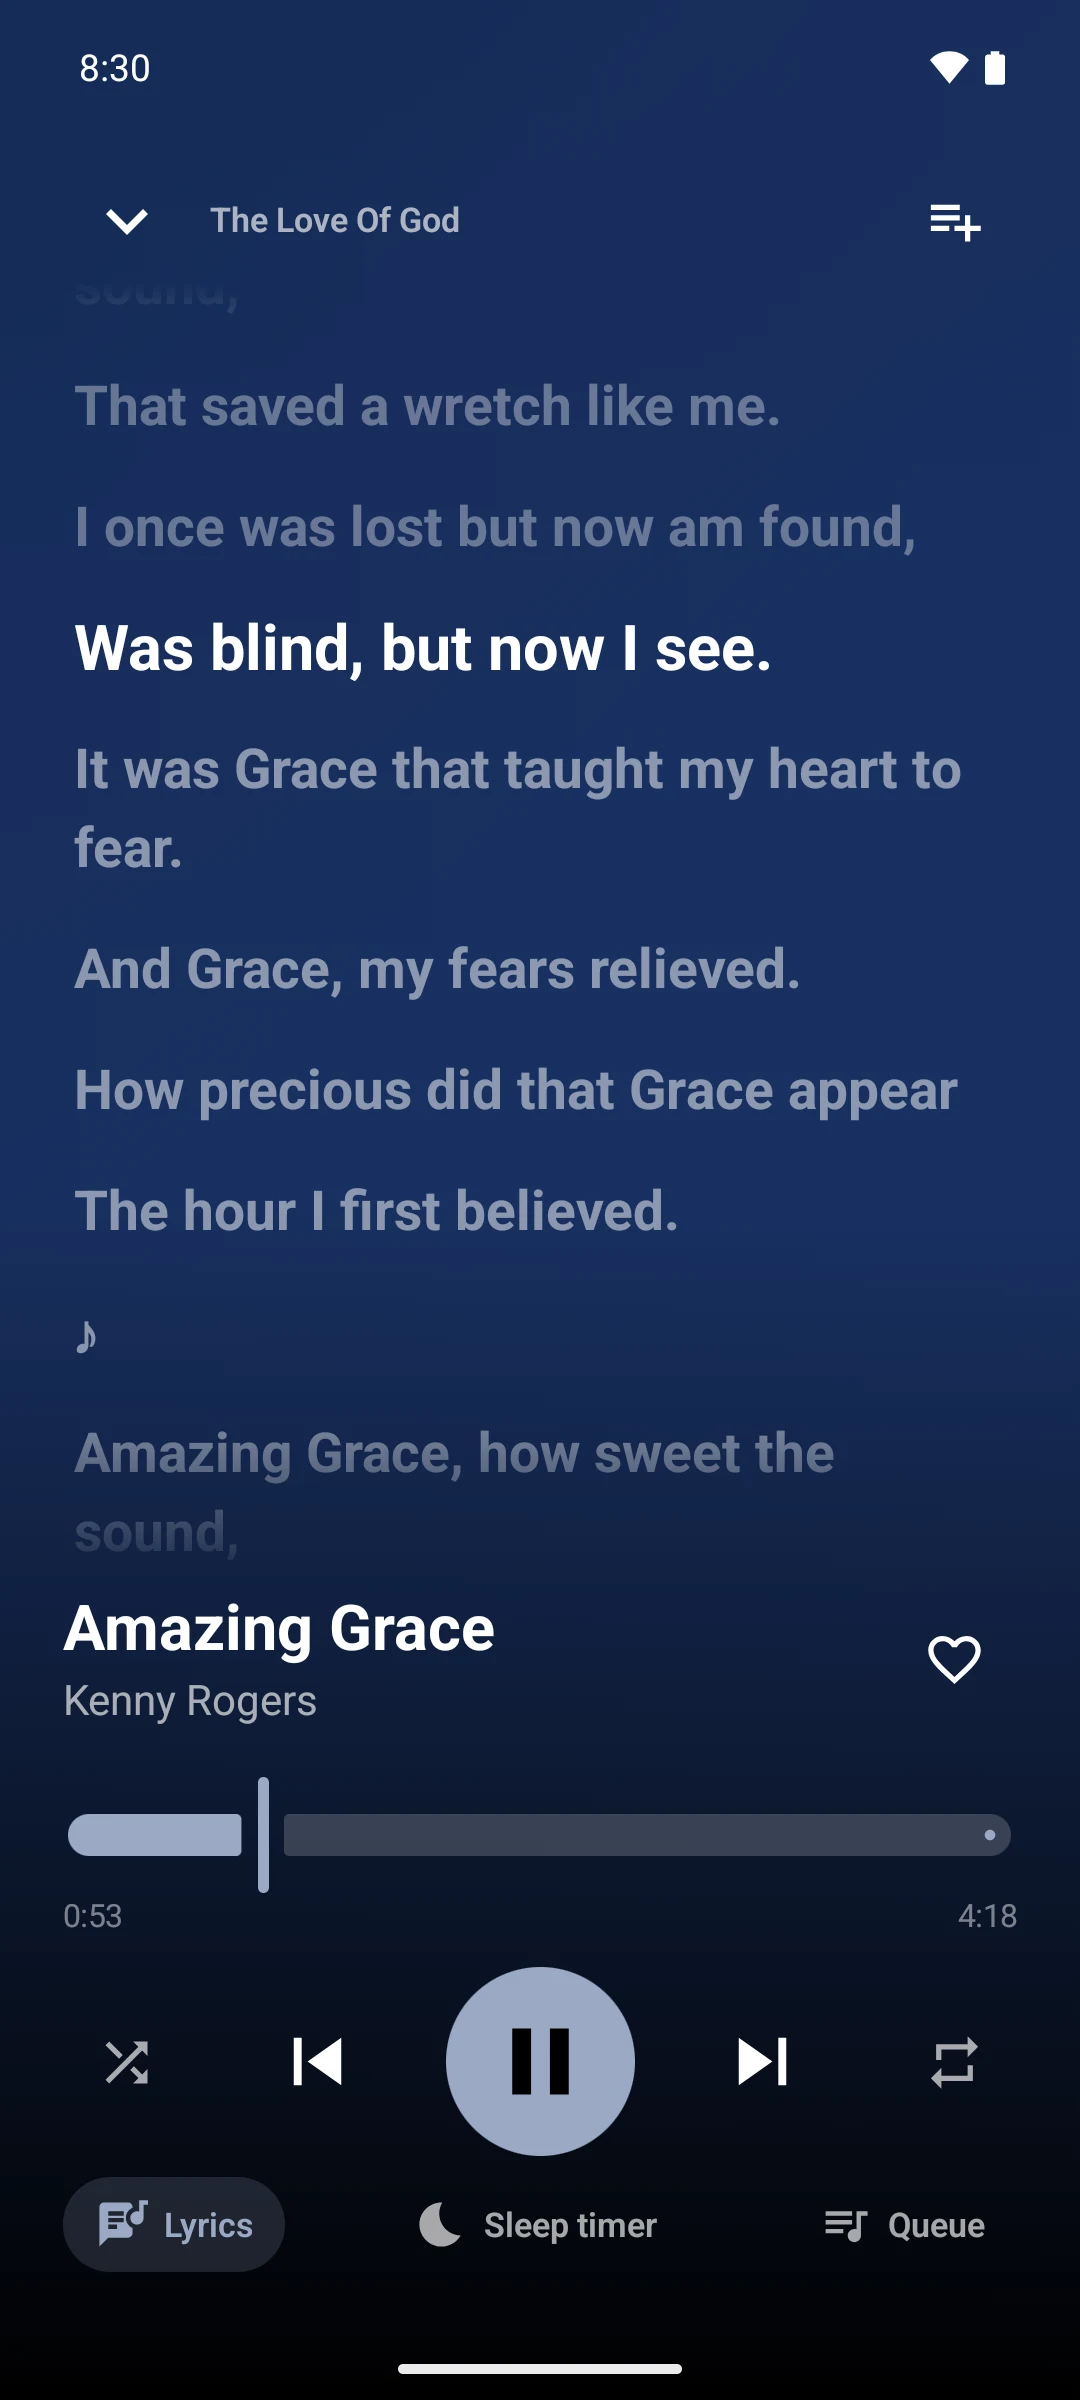 8:30
The Love Of God
sound,
That saved a wretch like me.
I once was lost but now am found,
Was blind, but now I see.
It was Grace that taught my heart to
fear.
And Grace, my fears relieved.
How precious did that Grace appear
The hour I first believed.
♪
Amazing Grace, how sweet the
sound,
Amazing Grace
Kenny Rogers
0:53 4:18
Lyrics Sleep timer Queue